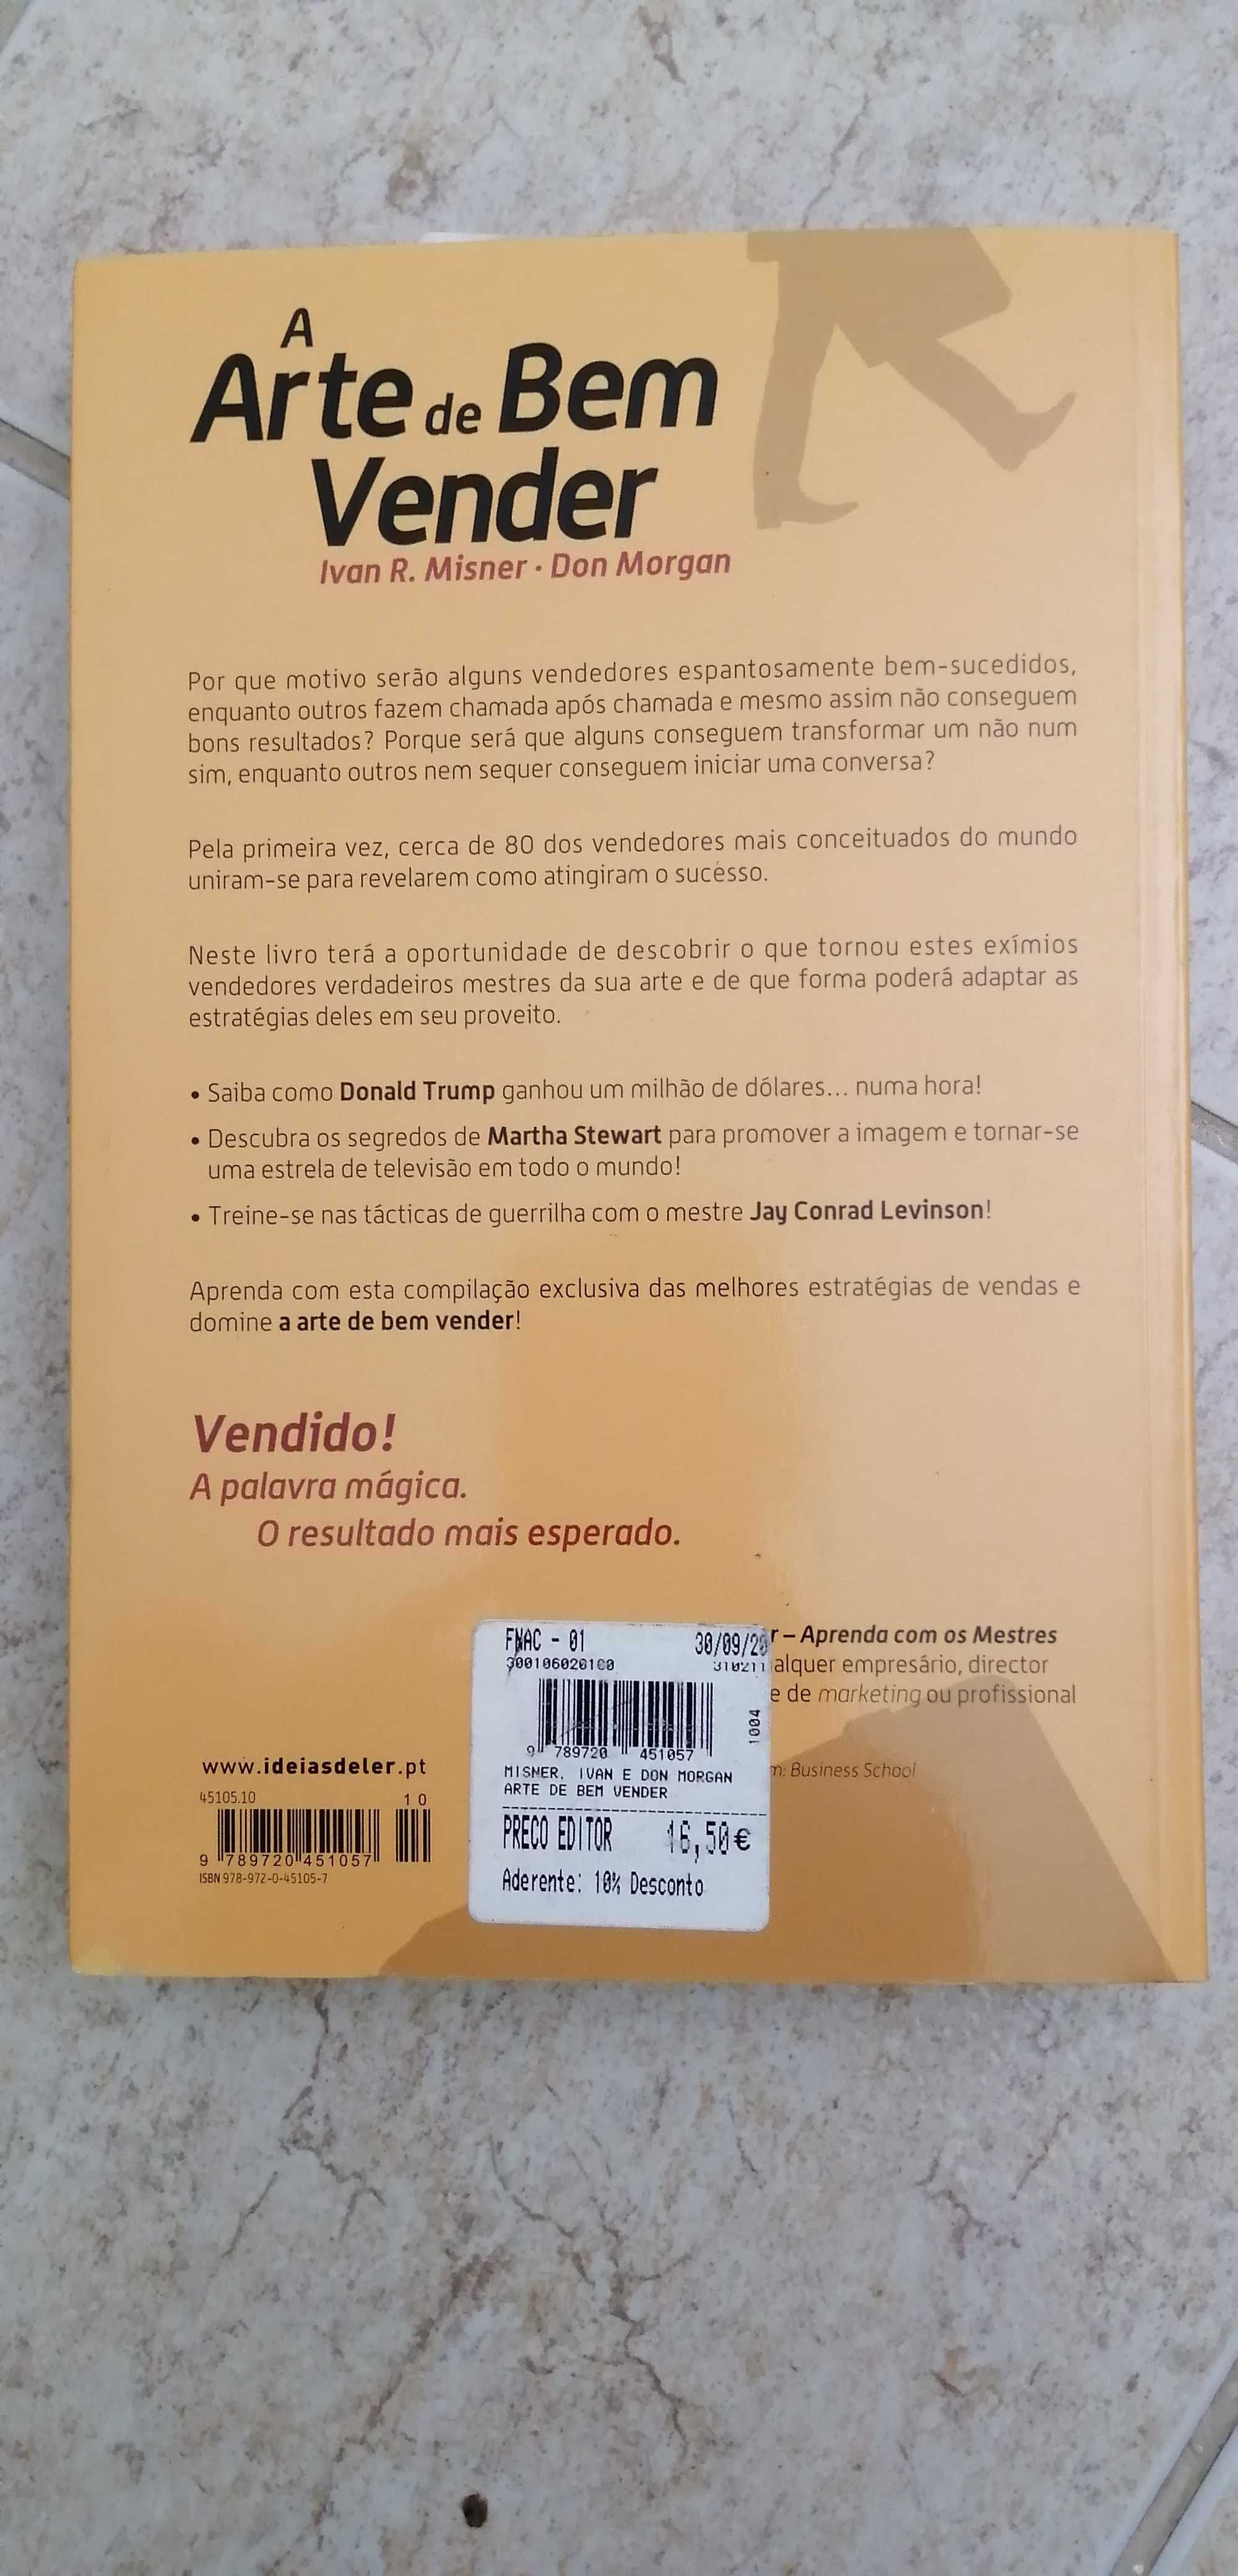 A
Arte de Bem
Vender
Ivan R. Misner · Don Morgan
Por que motivo serão alguns vendedores espantosamente bem-sucedidos,
enquanto outros fazem chamada após chamada e mesmo assim não conseguem
bons resultados? Porque será que alguns conseguem transformar um não num
sim, enquanto outros nem sequer conseguem iniciar uma conversa?
Pela primeira vez, cerca de 80 dos vendedores mais conceituados do mundo
uniram-se para revelarem como atingiram o sucesso.
Neste livro terá a oportunidade de descobrir o que tornou estes exímios
vendedores verdadeiros mestres da sua arte e de que forma poderá adaptar as
estratégias deles em seu proveito.
• Saiba como Donald Trump ganhou um milhão de dólares... numa hora!
• Descubra os segredos de Martha Stewart para promover a imagem e tornar-se
uma estrela de televisão em todo o mundo!
• Treine-se nas tácticas de guerrilha com o mestre Jay Conrad Levinson!
Aprenda com esta compilação exclusiva das melhores estratégias de vendas e
domine a arte de bem vender!
Vendido!
A palavra mágica.
O resultado mais esperado.
r – Aprenda com os Mestres
alquer empresário, director
e de marketing ou profissional
Business School
FNAC - 01 30/09/20
300106020100
1004
9 789720 451057
MISNER, IVAN E DON MORGAN
ARTE DE BEM VENDER
PRECO EDITOR 16,50€
Aderente: 10% Desconto
www.ideiasdeler.pt
45105.10 10
9 789720 451057
ISBN 978-972-0-45105-7